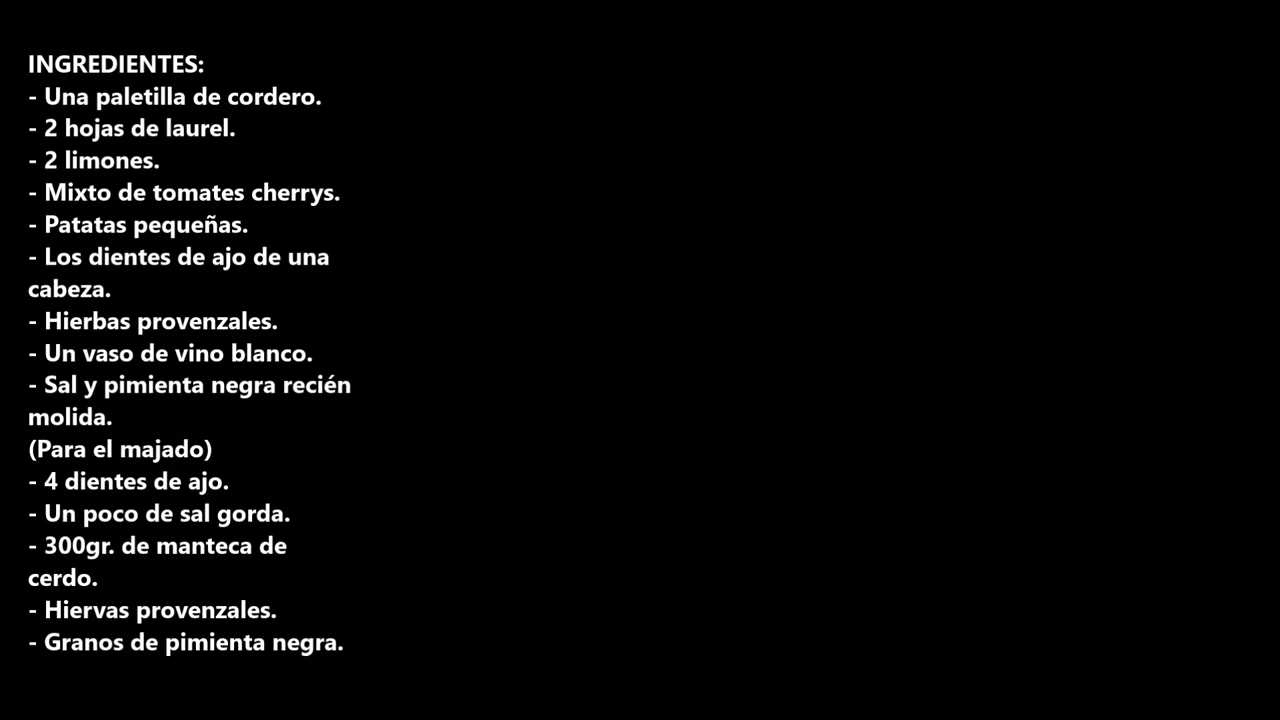 INGREDIENTES:
- Una paletilla de cordero.
- 2 hojas de laurel.
- 2 limones.
- Mixto de tomates cherrys.
- Patatas pequeñas.
- Los dientes de ajo de una
cabeza.
- Hierbas provenzales.
- Un vaso de vino blanco.
- Sal y pimienta negra recién
molida.
(Para el majado)
- 4 dientes de ajo.
- Un poco de sal gorda.
- 300gr. de manteca de
cerdo.
- Hiervas provenzales.
- Granos de pimienta negra.